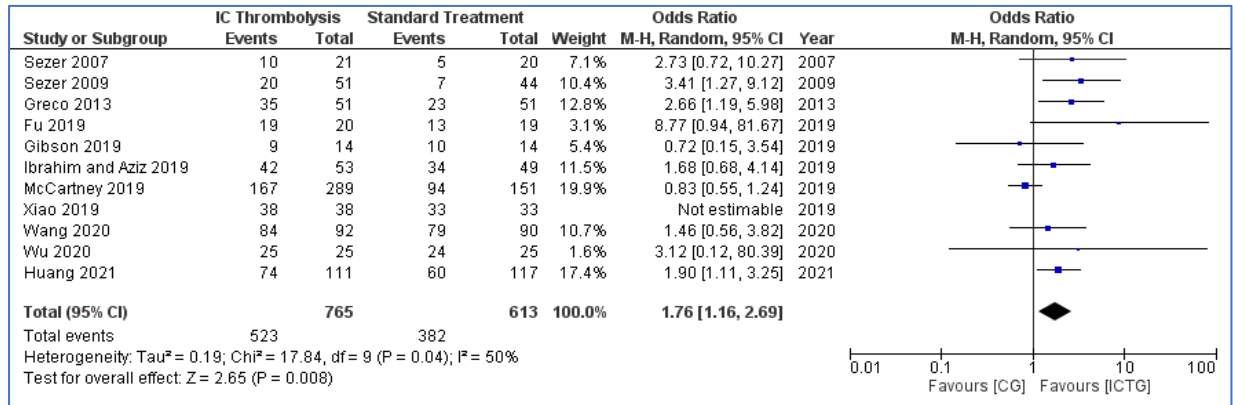 IC Thrombolysis Standard Treatment Odds Ratio Odds Ratio
Study or Subgroup Events Total Events Total Weight M-H, Random, 95% CI Year M-H, Random, 95% CI
Sezer 2007 10 21 5 20 7.1% 2.73 [0.72, 10.27] 2007
Sezer 2009 20 51 7 44 10.4% 3.41 [1.27, 9.12] 2009
Greco 2013 35 51 23 51 12.8% 2.66 [1.19, 5.98] 2013
Fu 2019 19 20 13 19 3.1% 8.77 [0.94, 81.67] 2019
Gibson 2019 9 14 10 14 5.4% 0.72 [0.15, 3.54] 2019
Ibrahim and Aziz 2019 42 53 34 49 11.5% 1.68 [0.68, 4.14] 2019
McCartney 2019 167 289 94 151 19.9% 0.83 [0.55, 1.24] 2019
Xiao 2019 38 38 33 33 Not estimable 2019
Wang 2020 84 92 79 90 10.7% 1.46 [0.56, 3.82] 2020
Wu 2020 25 25 24 25 1.6% 3.12 [0.12, 80.39] 2020
Huang 2021 74 111 60 117 17.4% 1.90 [1.11, 3.25] 2021
Total (95% CI) 765 613 100.0% 1.76 [1.16, 2.69]
Total events 523 382
Heterogeneity: Tau² = 0.19; Chi² = 17.84, df = 9 (P = 0.04); I² = 50%
Test for overall effect: Z = 2.65 (P = 0.008)
0.01 0.1 1 10 100
Favours [CG] Favours [ICTG]